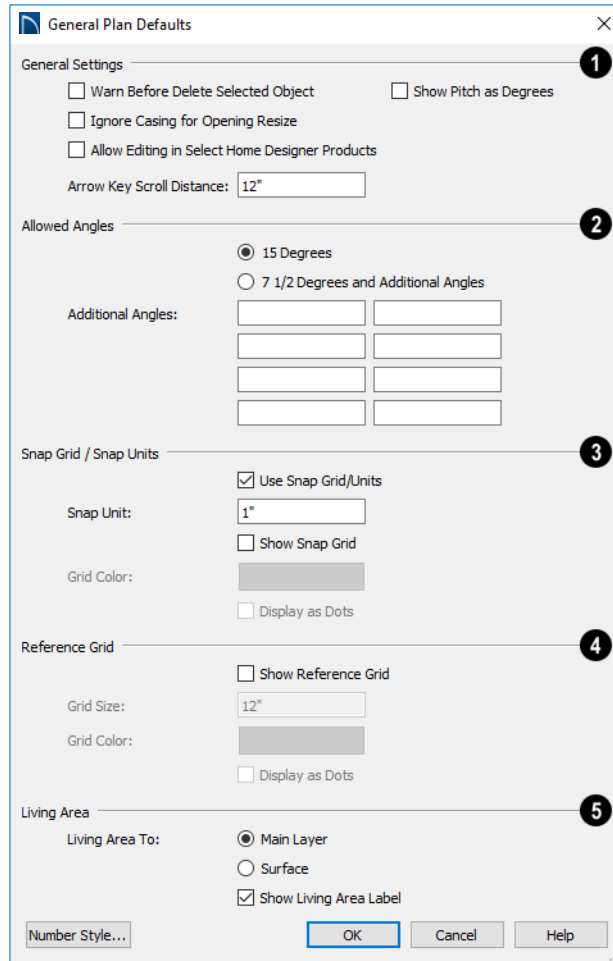 General Plan Defaults
General Settings 1
Warn Before Delete Selected Object Show Pitch as Degrees
Ignore Casing for Opening Resize
Allow Editing in Select Home Designer Products
Arrow Key Scroll Distance: 12"
Allowed Angles 2
15 Degrees
7 1/2 Degrees and Additional Angles
Additional Angles:
Snap Grid / Snap Units 3
Use Snap Grid/Units
Snap Unit: 1"
Show Snap Grid
Grid Color:
Display as Dots
Reference Grid 4
Show Reference Grid
Grid Size: 12"
Grid Color:
Display as Dots
Living Area 5
Living Area To: Main Layer
Surface
Show Living Area Label
Number Style... OK Cancel Help